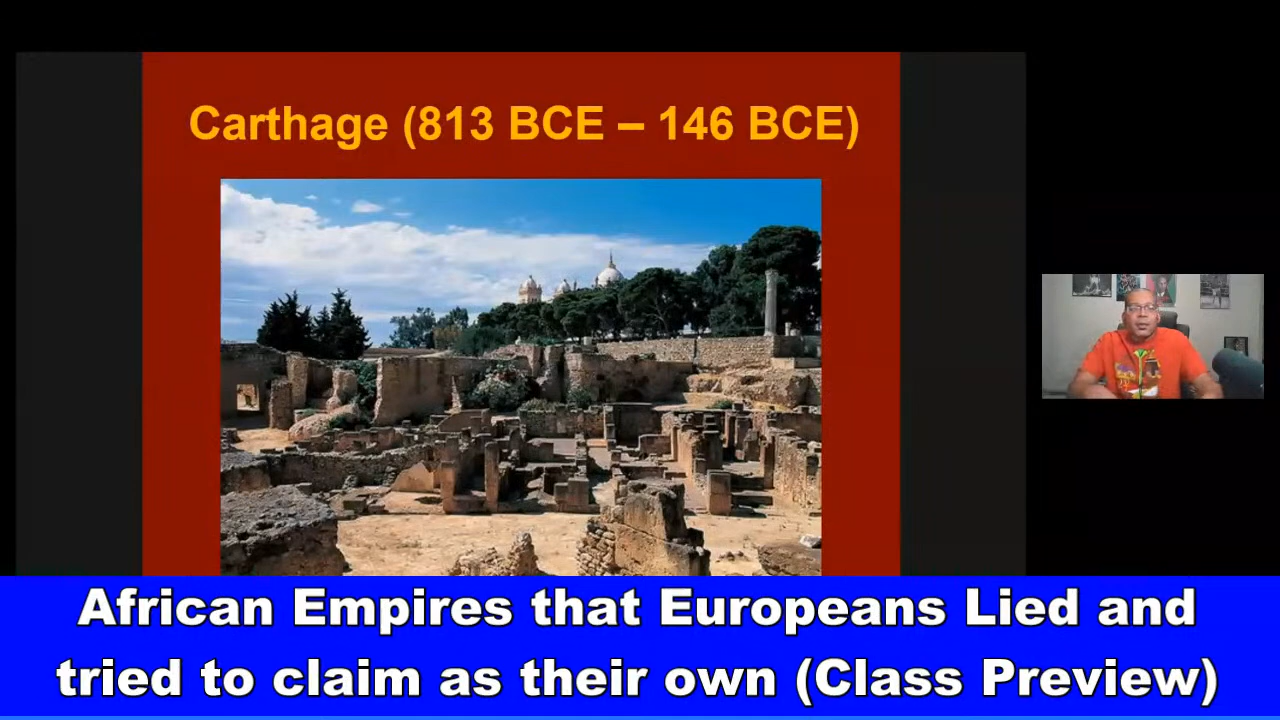 Carthage (813 BCE – 146 BCE)
African Empires that Europeans Lied and
tried to claim as their own (Class Preview)